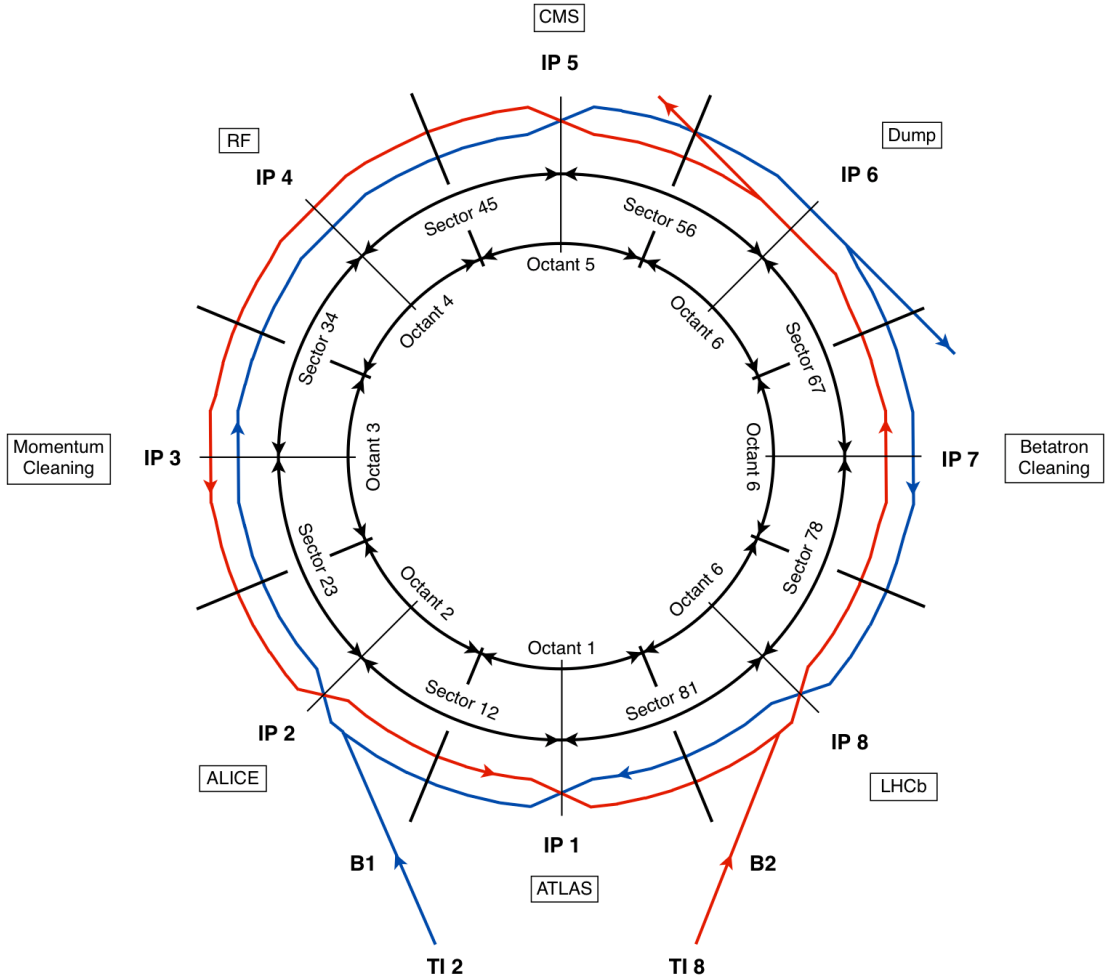 CMS
IP 5
RF
Dump
IP 4
IP 6
Sector 45
Sector 56
Octant 5
Octant 4
Octant 6
Sector 34
Sector 67
Momentum
Cleaning
IP 3
Octant 3
Octant 6
IP 7
Betatron
Cleaning
Sector 23
Sector 78
Octant 2
Octant 6
Octant 1
Sector 12
Sector 81
IP 2
IP 8
ALICE
LHCb
IP 1
B1
B2
ATLAS
TI 2
TI 8